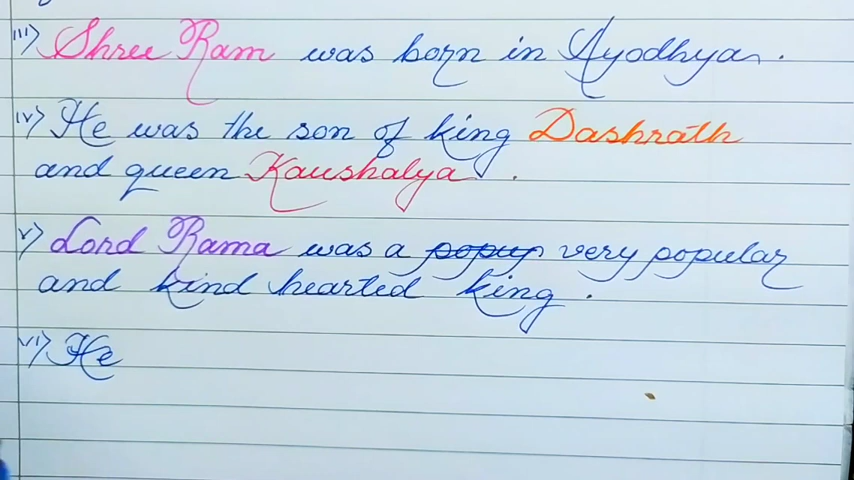 iii) Shree Ram was born in Ayodhya.
iv) He was the son of king Dashrath
and queen Kaushalya.
v) Lord Rama was a popup very popular
and kind hearted king.
vi) He